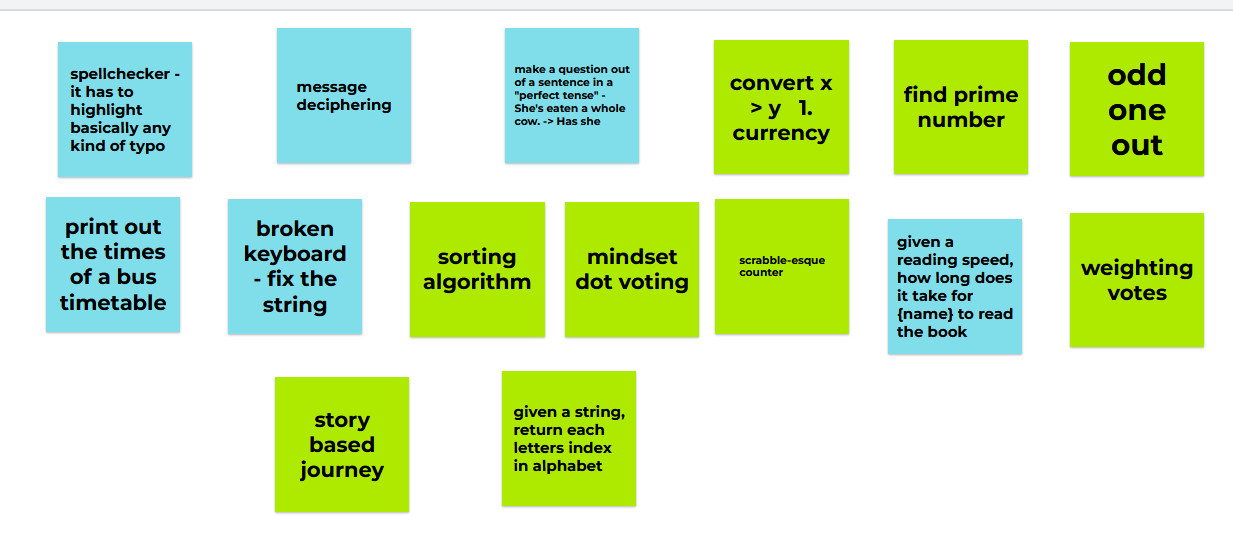 spellchecker -
it has to
highlight
basically any
kind of typo
message
deciphering
make a question out
of a sentence in a
"perfect tense" -
She's eaten a whole
cow. -> Has she
convert x
> y 1.
currency
find prime
number
odd
one
out
print out
the times
of a bus
timetable
broken
keyboard
- fix the
string
sorting
algorithm
mindset
dot voting
scrabble-esque
counter
given a
reading speed,
how long does
it take for
{name} to read
the book
weighting
votes
story
based
journey
given a string,
return each
letters index
in alphabet